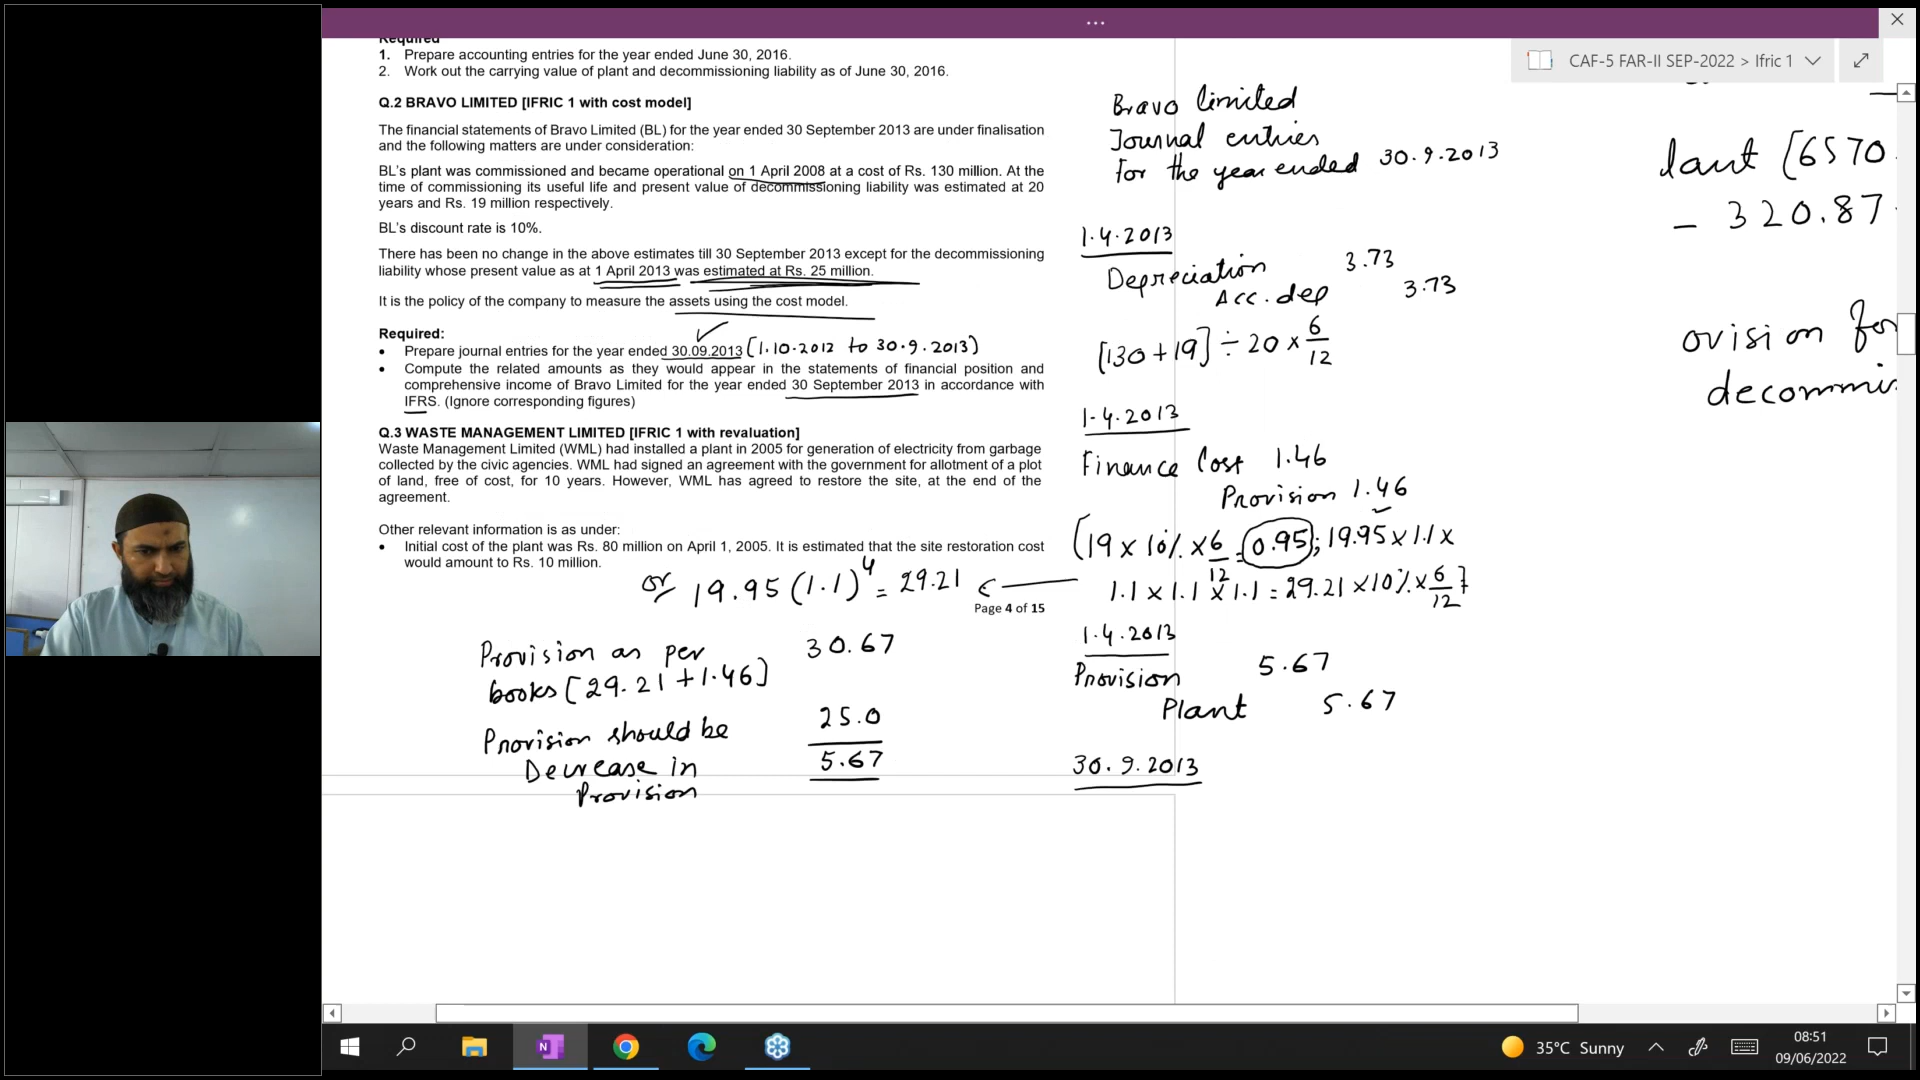 ...
CAF-5 FAR-II SEP-2022 > Ifric 1
Required
1. Prepare accounting entries for the year ended June 30, 2016.
2. Work out the carrying value of plant and decommissioning liability as of June 30, 2016.
Q.2 BRAVO LIMITED [IFRIC 1 with cost model]
The financial statements of Bravo Limited (BL) for the year ended 30 September 2013 are under finalisation
and the following matters are under consideration:
BL's plant was commissioned and became operational on 1 April 2008 at a cost of Rs. 130 million. At the
time of commissioning its useful life and present value of decommissioning liability was estimated at 20
years and Rs. 19 million respectively.
BL's discount rate is 10%.
There has been no change in the above estimates till 30 September 2013 except for the decommissioning
liability whose present value as at 1 April 2013 was estimated at Rs. 25 million.
It is the policy of the company to measure the assets using the cost model.
Required:
• Prepare journal entries for the year ended 30.09.2013 (1.10.2012 to 30.9.2013)
• Compute the related amounts as they would appear in the statements of financial position and
comprehensive income of Bravo Limited for the year ended 30 September 2013 in accordance with
IFRS. (Ignore corresponding figures)
Q.3 WASTE MANAGEMENT LIMITED [IFRIC 1 with revaluation]
Waste Management Limited (WML) had installed a plant in 2005 for generation of electricity from garbage
collected by the civic agencies. WML had signed an agreement with the government for allotment of a plot
of land, free of cost, for 10 years. However, WML has agreed to restore the site, at the end of the
agreement.
Other relevant information is as under:
• Initial cost of the plant was Rs. 80 million on April 1, 2005. It is estimated that the site restoration cost
would amount to Rs. 10 million.
or 19.95 (1.1)^4 = 29.21
Page 4 of 15
Provision as per 30.67
books [29.21 + 1.46]
Provision should be 25.0
Decrease in 5.67
Provision
Bravo limited
Journal entries
For the year ended 30.9.2013
1.4.2013
Depreciation 3.73
Acc. dep 3.73
[130+19] ÷ 20 × 6/12
1-4.2013
Finance Cost 1.46
Provision 1.46
(19 × 10% × 6/12 = 0.95; 19.95 × 1.1 ×
1.1 × 1.1 × 1.1 = 29.21 × 10% × 6/12]
1.4.2013
Provision 5.67
Plant 5.67
30.9.2013
lant [6570
- 320.87
ovision for
decommis
35°C Sunny
08:51
09/06/2022